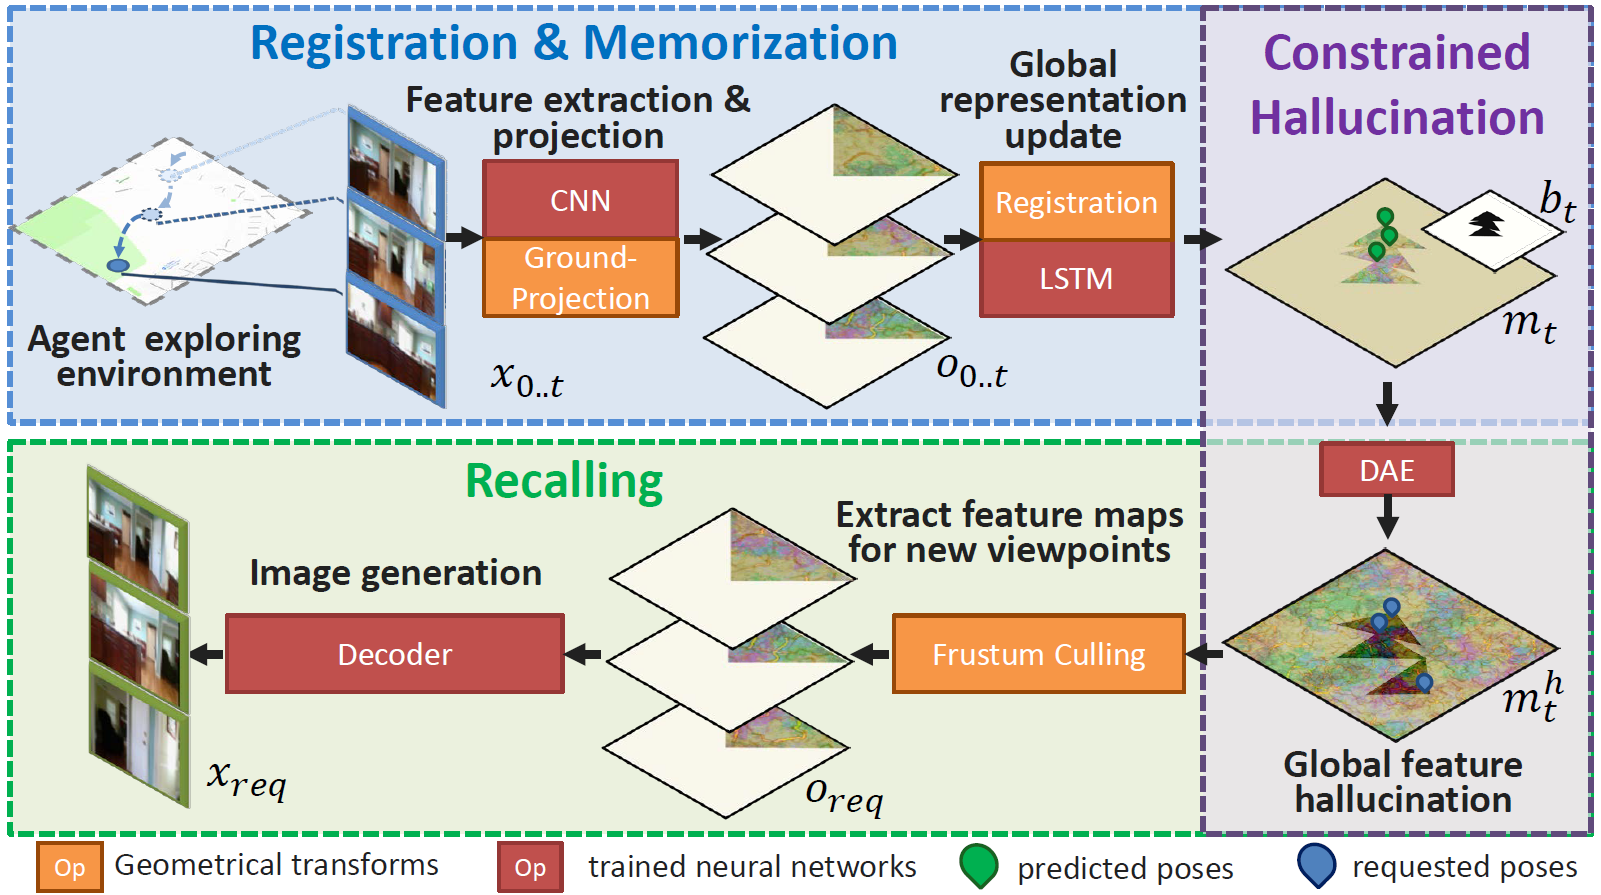 Registration & Memorization
Constrained
Hallucination
Feature extraction &
projection
Global
representation
update
CNN
Ground-
Projection
Registration
LSTM
b_t
m_t
Agent exploring
environment
x_{0..t}
o_{0..t}
Recalling
DAE
Extract feature maps
for new viewpoints
Image generation
Decoder
Frustum Culling
m_t^h
Global feature
hallucination
x_{req}
o_{req}
Op Geometrical transforms
Op trained neural networks
predicted poses
requested poses